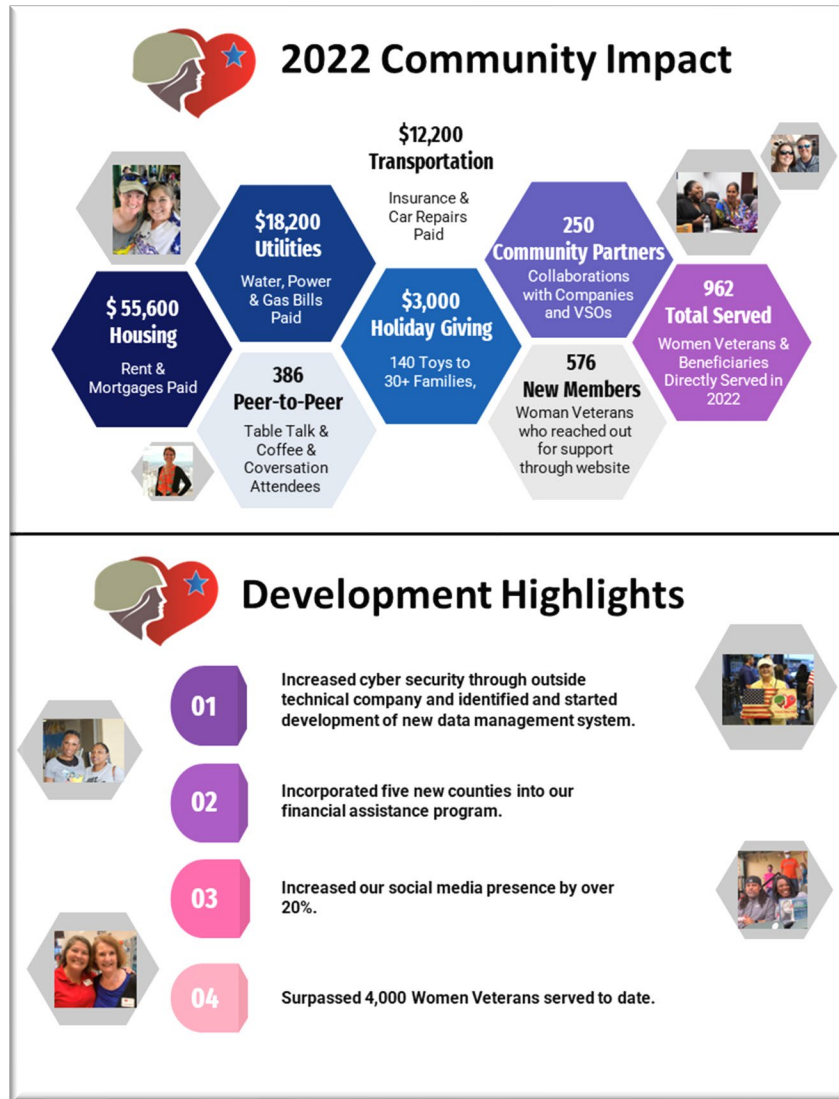 2022 Community Impact
$12,200
Transportation
Insurance &
Car Repairs
Paid
$18,200
Utilities
Water, Power
& Gas Bills
Paid
250
Community Partners
Collaborations
with Companies
and VSOs
$ 55,600
Housing
Rent &
Mortgages Paid
$3,000
Holiday Giving
140 Toys to
30+ Families,
962
Total Served
Women Veterans &
Beneficiaries
Directly Served in
2022
386
Peer-to-Peer
Table Talk &
Coffee &
Coversation
Attendees
576
New Members
Woman Veterans
who reached out
for support
through website
Development Highlights
01
Increased cyber security through outside
technical company and identified and started
development of new data management system.
02
Incorporated five new counties into our
financial assistance program.
03
Increased our social media presence by over
20%.
04
Surpassed 4,000 Women Veterans served to date.